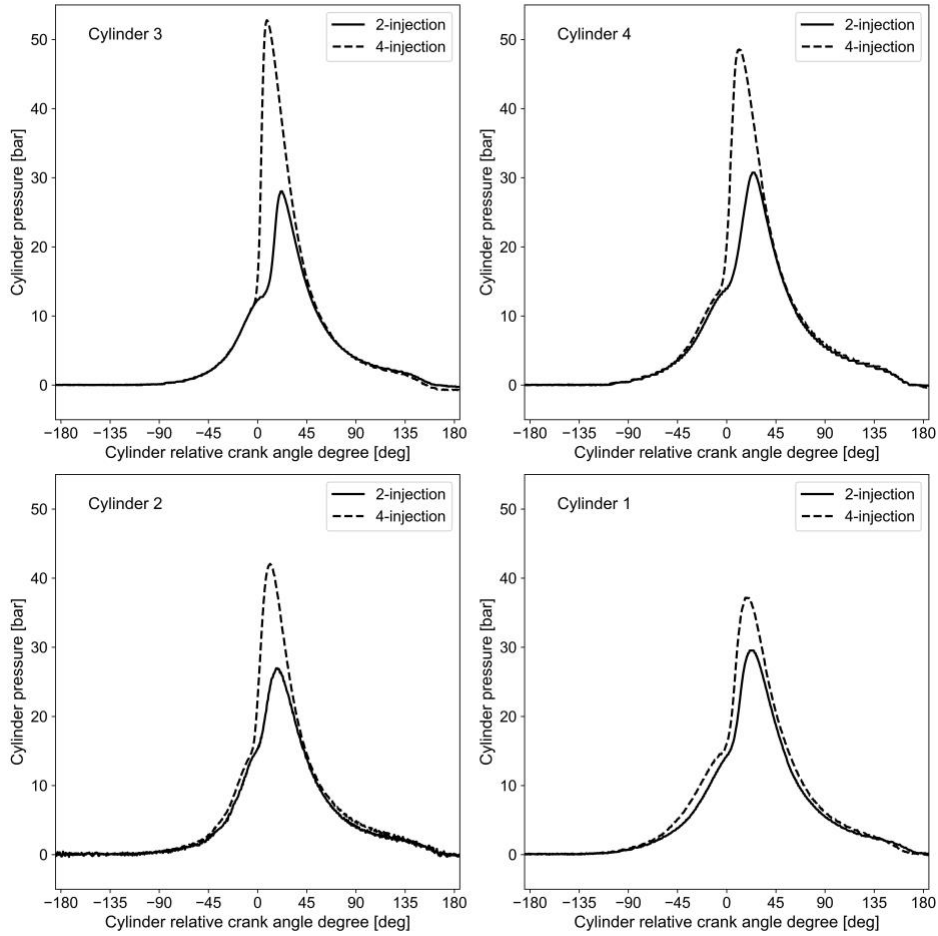 Cylinder 3
2-injection
4-injection
50
40
30
20
10
0
Cylinder pressure [bar]
−180 −135 −90 −45 0 45 90 135 180
Cylinder relative crank angle degree [deg]
Cylinder 4
2-injection
4-injection
50
40
30
20
10
0
Cylinder pressure [bar]
−180 −135 −90 −45 0 45 90 135 180
Cylinder relative crank angle degree [deg]
Cylinder 2
2-injection
4-injection
50
40
30
20
10
0
Cylinder pressure [bar]
−180 −135 −90 −45 0 45 90 135 180
Cylinder relative crank angle degree [deg]
Cylinder 1
2-injection
4-injection
50
40
30
20
10
0
Cylinder pressure [bar]
−180 −135 −90 −45 0 45 90 135 180
Cylinder relative crank angle degree [deg]